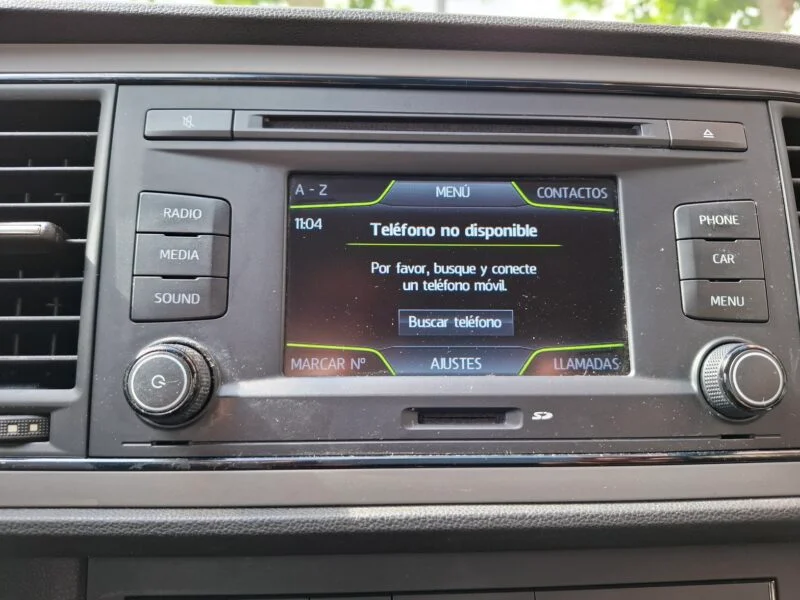 A - Z
MENÚ
CONTACTOS
11:04
Teléfono no disponible
Por favor, busque y conecte
un teléfono móvil.
Buscar teléfono
MARCAR Nº
AJUSTES
LLAMADAS
RADIO
MEDIA
SOUND
PHONE
CAR
MENU
SD